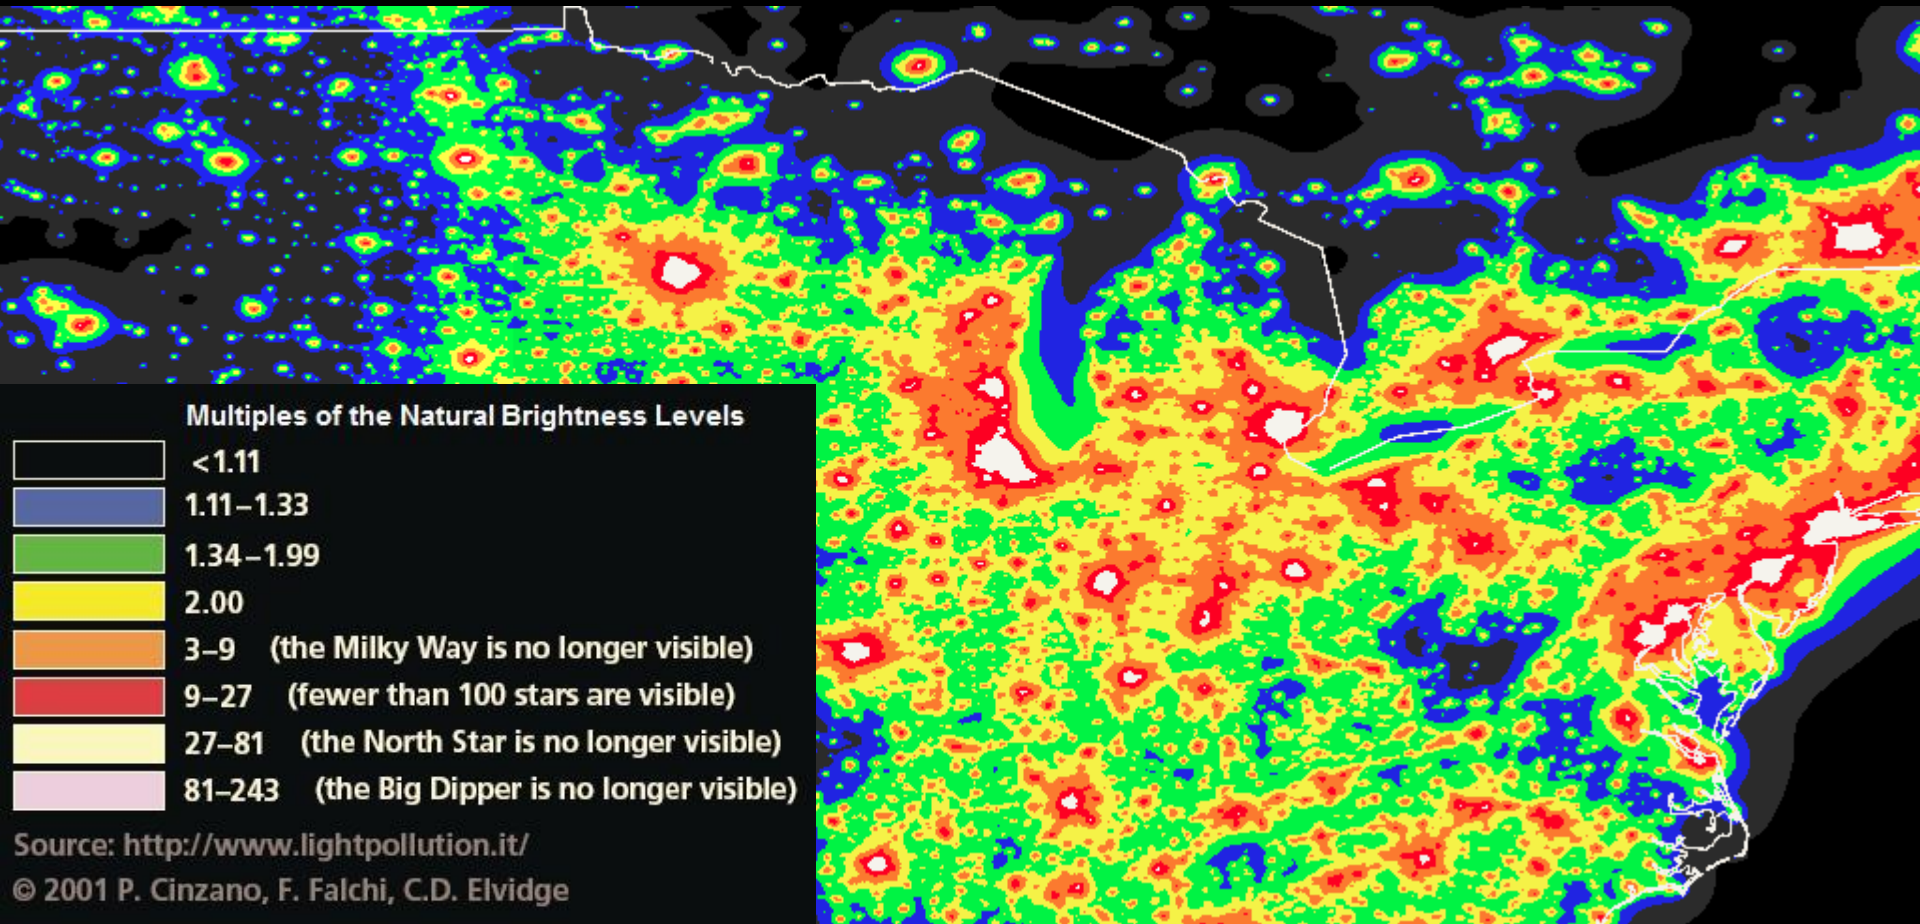 Multiples of the Natural Brightness Levels
<1.11
1.11–1.33
1.34–1.99
2.00
3–9 (the Milky Way is no longer visible)
9–27 (fewer than 100 stars are visible)
27–81 (the North Star is no longer visible)
81–243 (the Big Dipper is no longer visible)
Source: http://www.lightpollution.it/
© 2001 P. Cinzano, F. Falchi, C.D. Elvidge